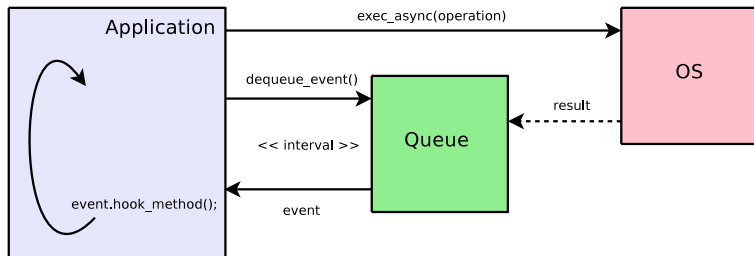 Application
exec_async(operation)
OS
dequeue_event()
result
Queue
<< interval >>
event.hook_method();
event